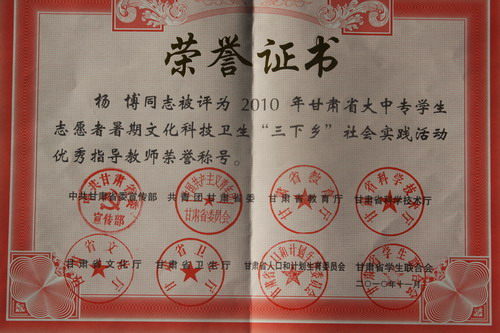 荣誉证书
杨 博同志被评为 2010 年甘肃省大中专学生
志愿者暑期文化科技卫生“三下乡”社会实践活动
优秀指导教师荣誉称号。
中共甘肃省委宣传部 共青团甘肃省委 甘肃省教育厅 甘肃省科学技术厅
甘肃省文化厅 甘肃省卫生厅 甘肃省人口和计划生育委员会 甘肃省学生联合会
二〇一〇年十一月